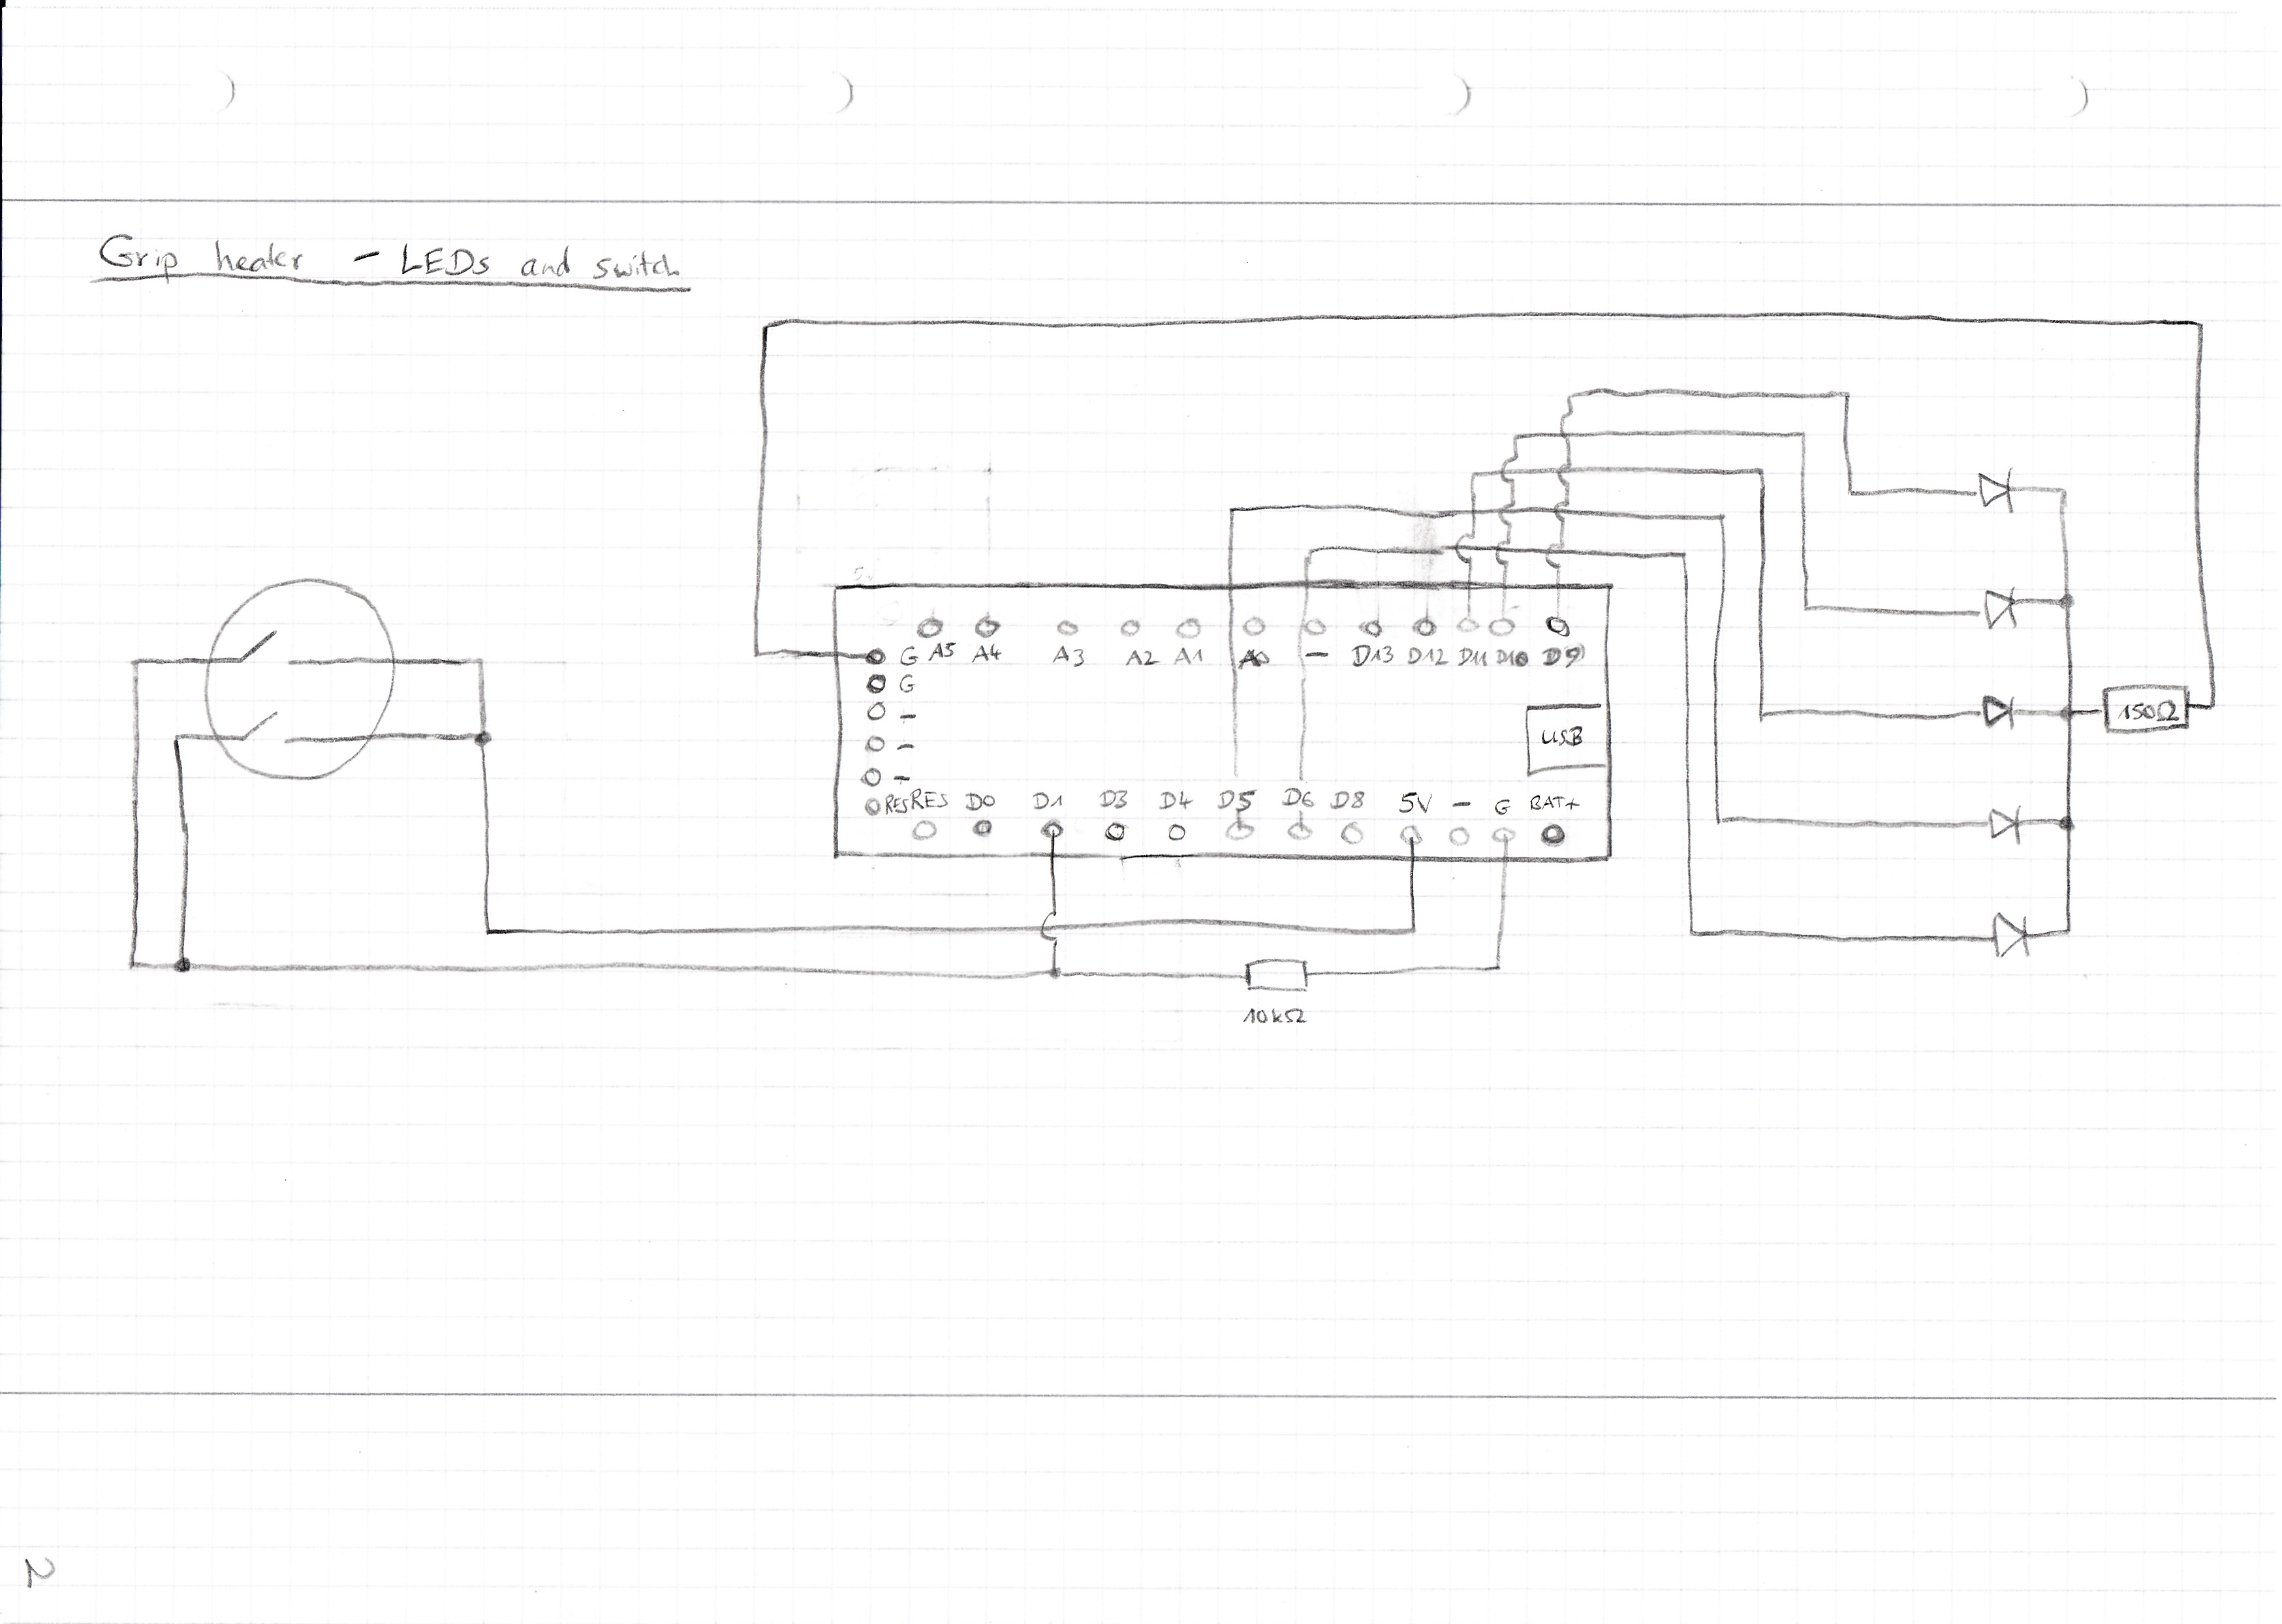 Grip heater – LEDs and switch
G A5 A4 A3 A2 A1 A0 – D13 D12 D11 D10 D9
G
–
–
–
USB
150Ω
RES RES D0 D1 D3 D4 D5 D6 D8 5V – G BAT+
10kΩ
2